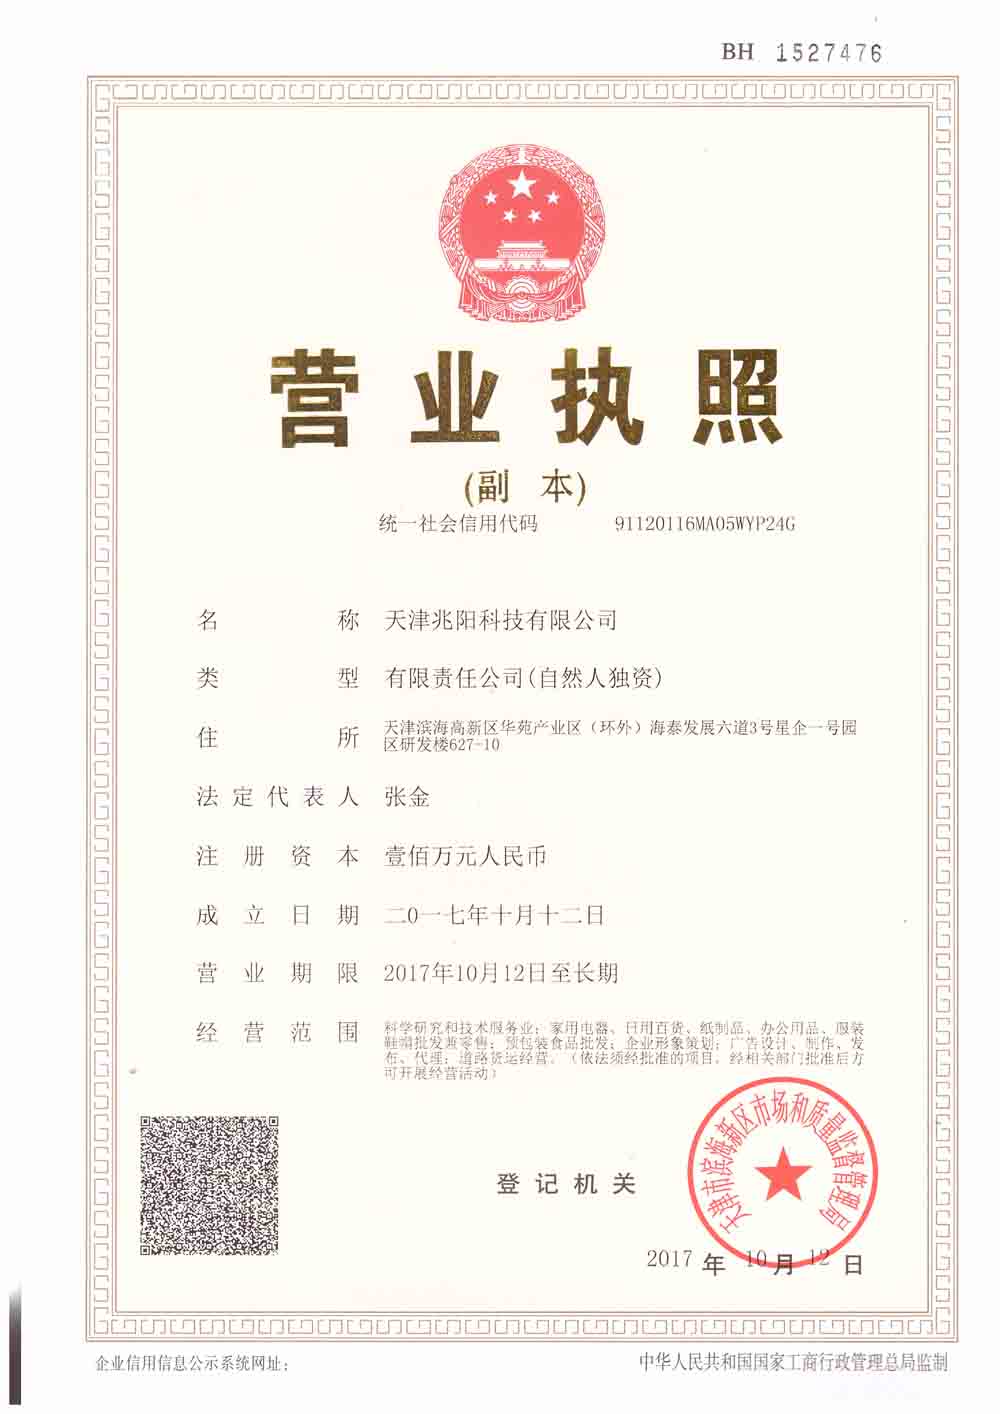 BH 1527476
营业执照
(副 本)
统一社会信用代码 91120116MA05WYP24G
名称 天津兆阳科技有限公司
类型 有限责任公司(自然人独资)
住所 天津滨海高新区华苑产业区（环外）海泰发展六道3号星企一号园
区研发楼627-10
法定代表人 张金
注册资本 壹佰万元人民币
成立日期 二0一七年十月十二日
营业期限 2017年10月12日至长期
经营范围 科学研究和技术服务业；家用电器、日用百货、纸制品、办公用品、服装
鞋帽批发兼零售；预包装食品批发；企业形象策划；广告设计、制作、发
布、代理；道路货运经营。（依法须经批准的项目，经相关部门批准后方
可开展经营活动）
天津市滨海新区市场和质量监督管理局
登记机关
2017 年 10 月 12 日
企业信用信息公示系统网址：
中华人民共和国国家工商行政管理总局监制